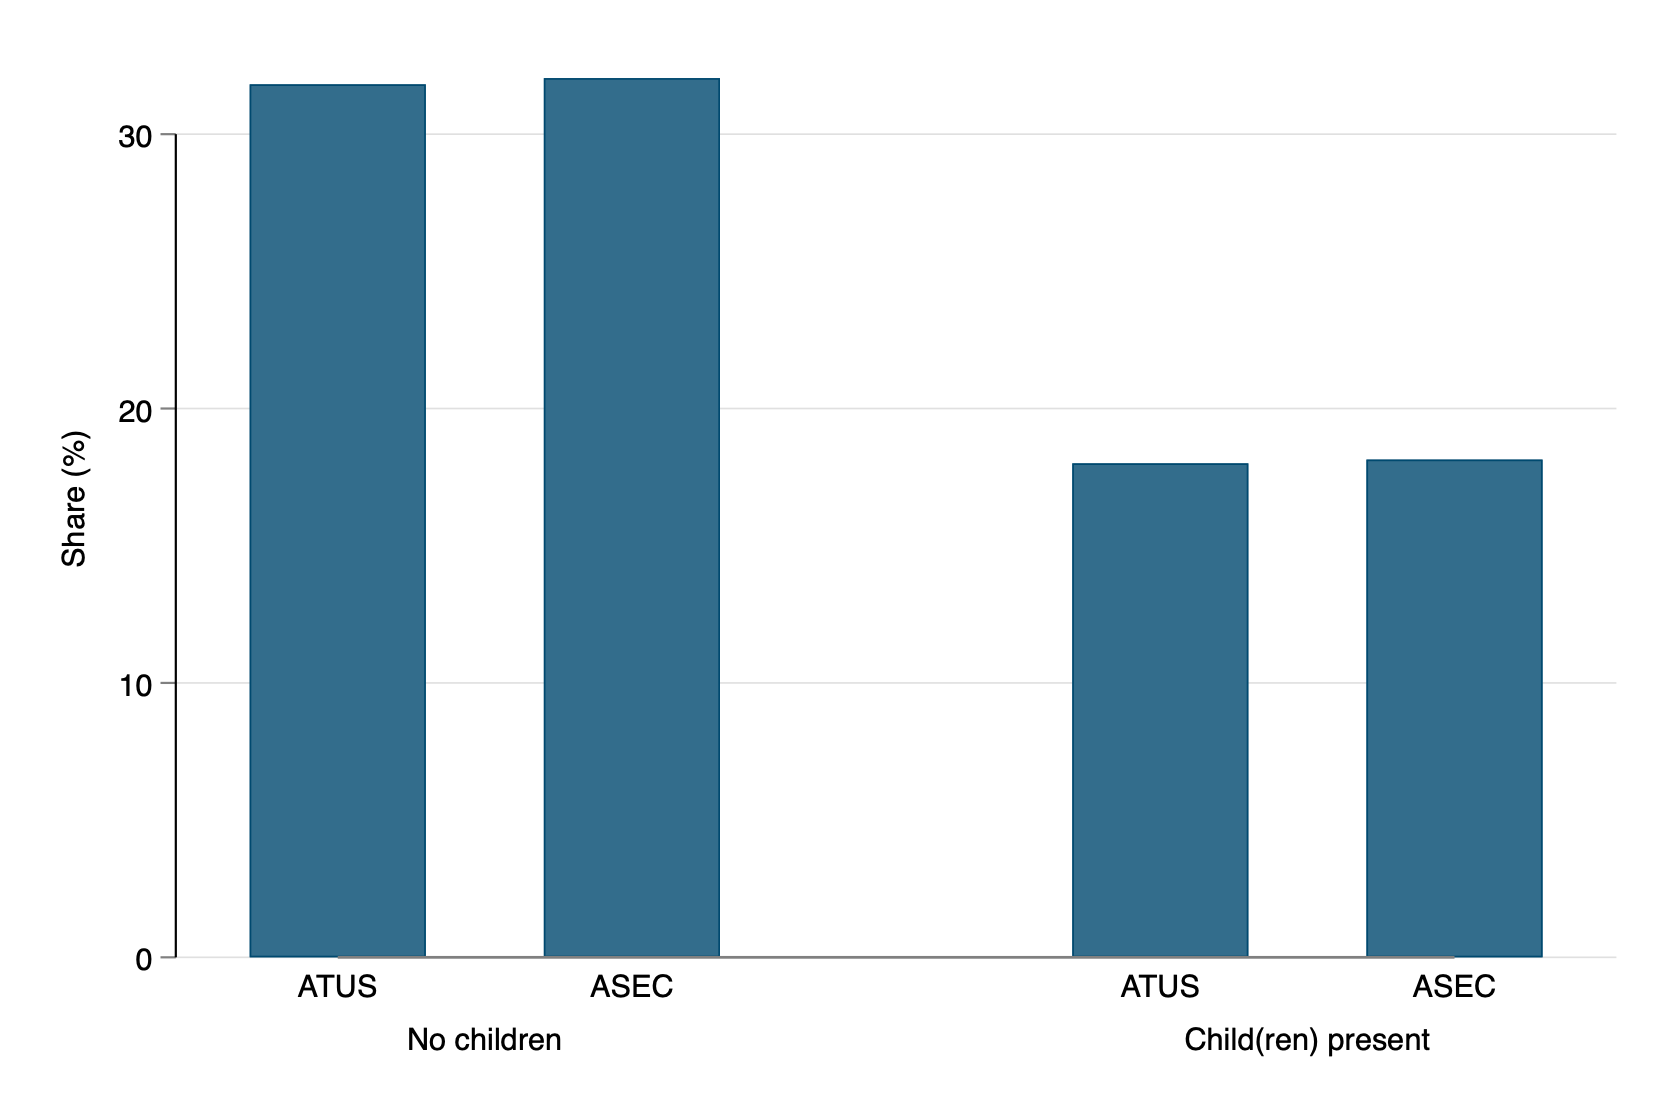 30
20
10
0
Share (%)
ATUS
ASEC
ATUS
ASEC
No children
Child(ren) present